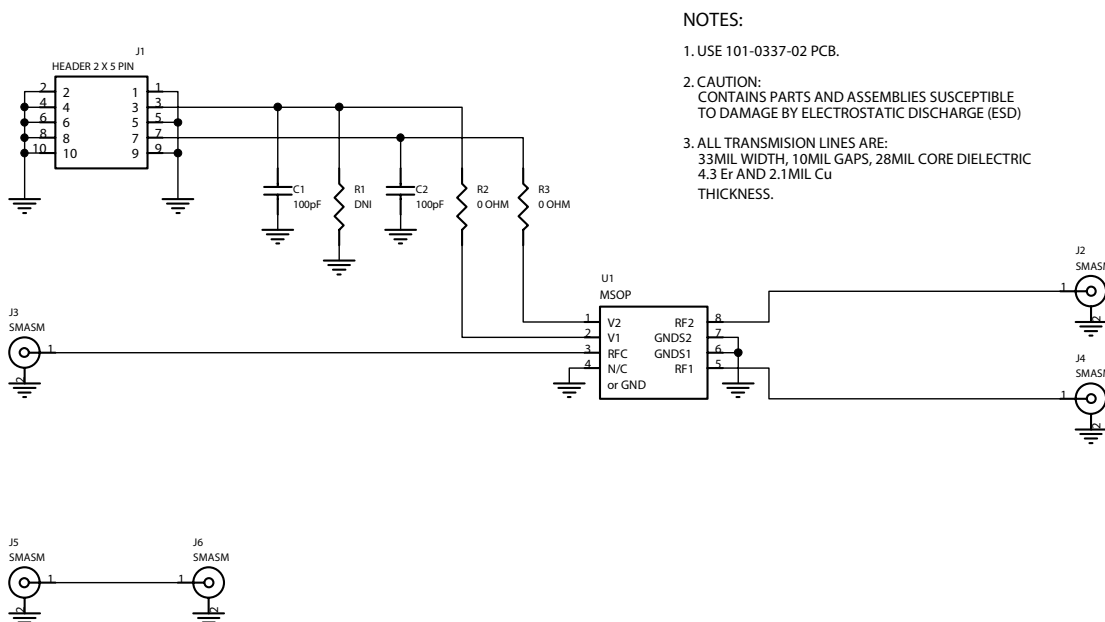 NOTES:
1. USE 101-0337-02 PCB.
2. CAUTION:
CONTAINS PARTS AND ASSEMBLIES SUSCEPTIBLE
TO DAMAGE BY ELECTROSTATIC DISCHARGE (ESD)
3. ALL TRANSMISION LINES ARE:
33MIL WIDTH, 10MIL GAPS, 28MIL CORE DIELECTRIC
4.3 Er AND 2.1MIL Cu
THICKNESS.
J1
HEADER 2 X 5 PIN
2 2 1 1
4 4 3 3
6 6 5 5
8 8 7 7
10 10 9 9
C1
100pF
R1
DNI
C2
100pF
R2
0 OHM
R3
0 OHM
U1
MSOP
1 V2 RF2 8
2 V1 GNDS2 7
3 RFC GNDS1 6
4 N/C RF1 5
or GND
J2
SMASM
1
2
J3
SMASM
1
2
J4
SMASM
1
2
J5
SMASM
1
2
J6
SMASM
1
2